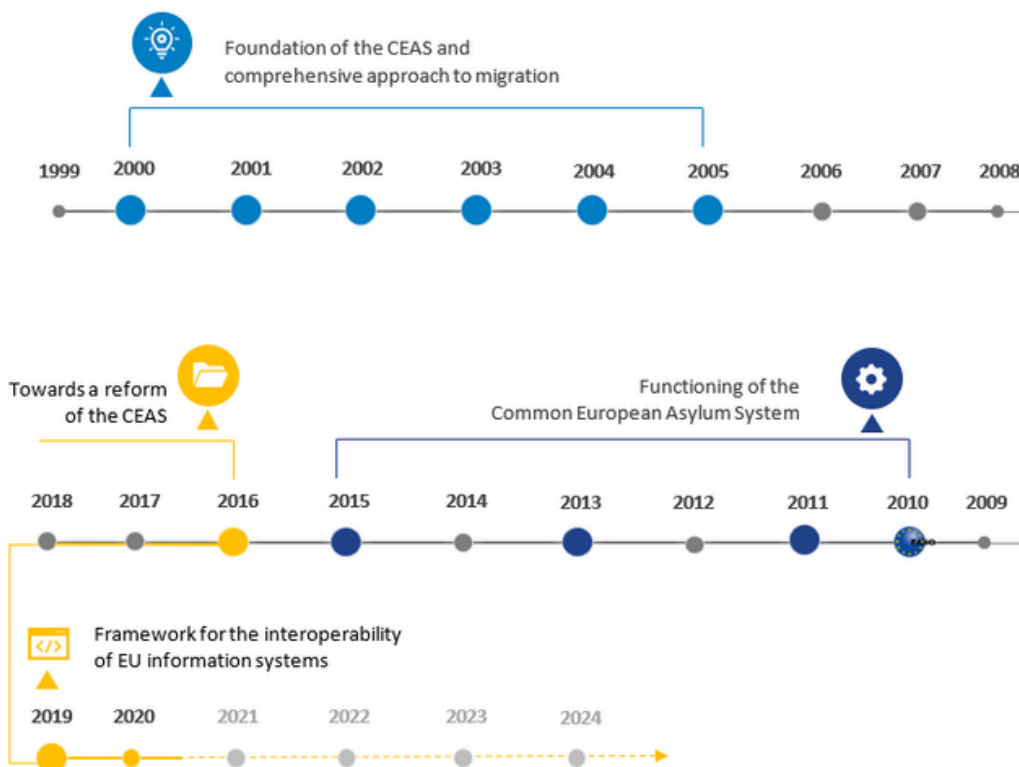 Foundation of the CEAS and
comprehensive approach to migration
1999 2000 2001 2002 2003 2004 2005 2006 2007 2008
Towards a reform
of the CEAS
Functioning of the
Common European Asylum System
2018 2017 2016 2015 2014 2013 2012 2011 2010 2009
</>
Framework for the interoperability
of EU information systems
2019 2020 2021 2022 2023 2024